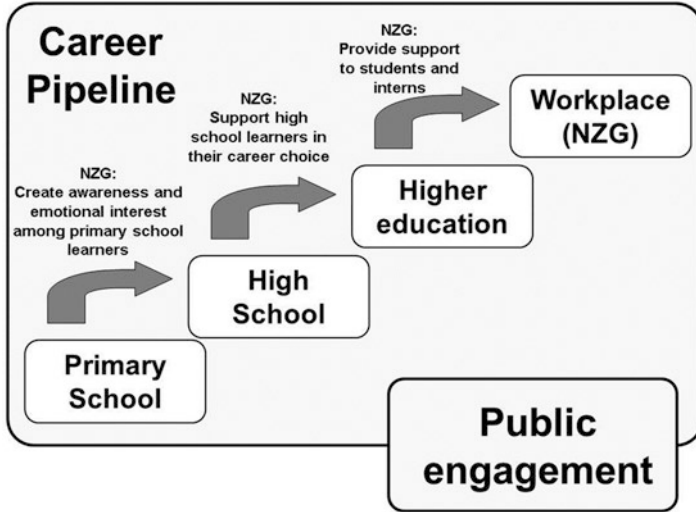 Career
Pipeline
NZG:
Provide support
to students and
interns
Workplace
(NZG)
NZG:
Support high
school learners in
their career choice
Higher
education
NZG:
Create awareness and
emotional interest
among primary school
learners
High
School
Primary
School
Public
engagement